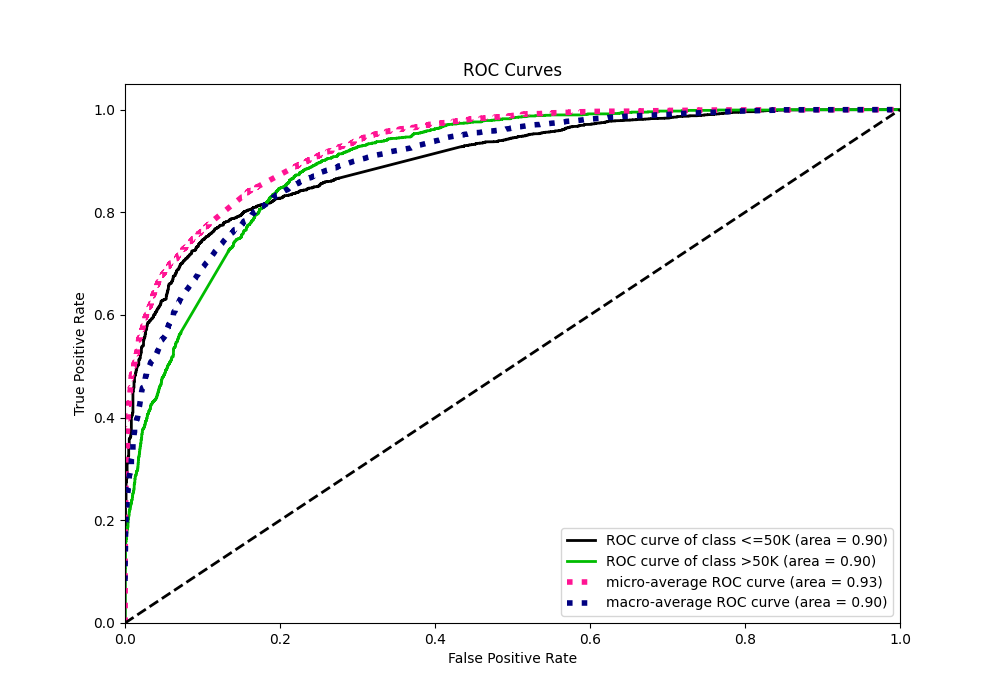 ROC Curves
1.0
0.8
0.6
0.4
0.2
0.0
True Positive Rate
ROC curve of class <=50K (area = 0.90)
ROC curve of class >50K (area = 0.90)
micro-average ROC curve (area = 0.93)
macro-average ROC curve (area = 0.90)
0.0 0.2 0.4 0.6 0.8 1.0
False Positive Rate